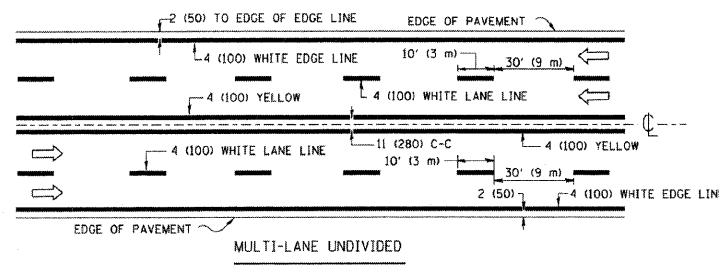 2 (50) TO EDGE OF EDGE LINE
EDGE OF PAVEMENT
4 (100) WHITE EDGE LINE
10' (3 m)
30' (9 m)
4 (100) YELLOW
4 (100) WHITE LANE LINE
CL
11 (280) C-C
4 (100) WHITE LANE LINE
10' (3 m)
4 (100) YELLOW
30' (9 m)
2 (50)
4 (100) WHITE EDGE LIN
EDGE OF PAVEMENT
MULTI-LANE UNDIVIDED